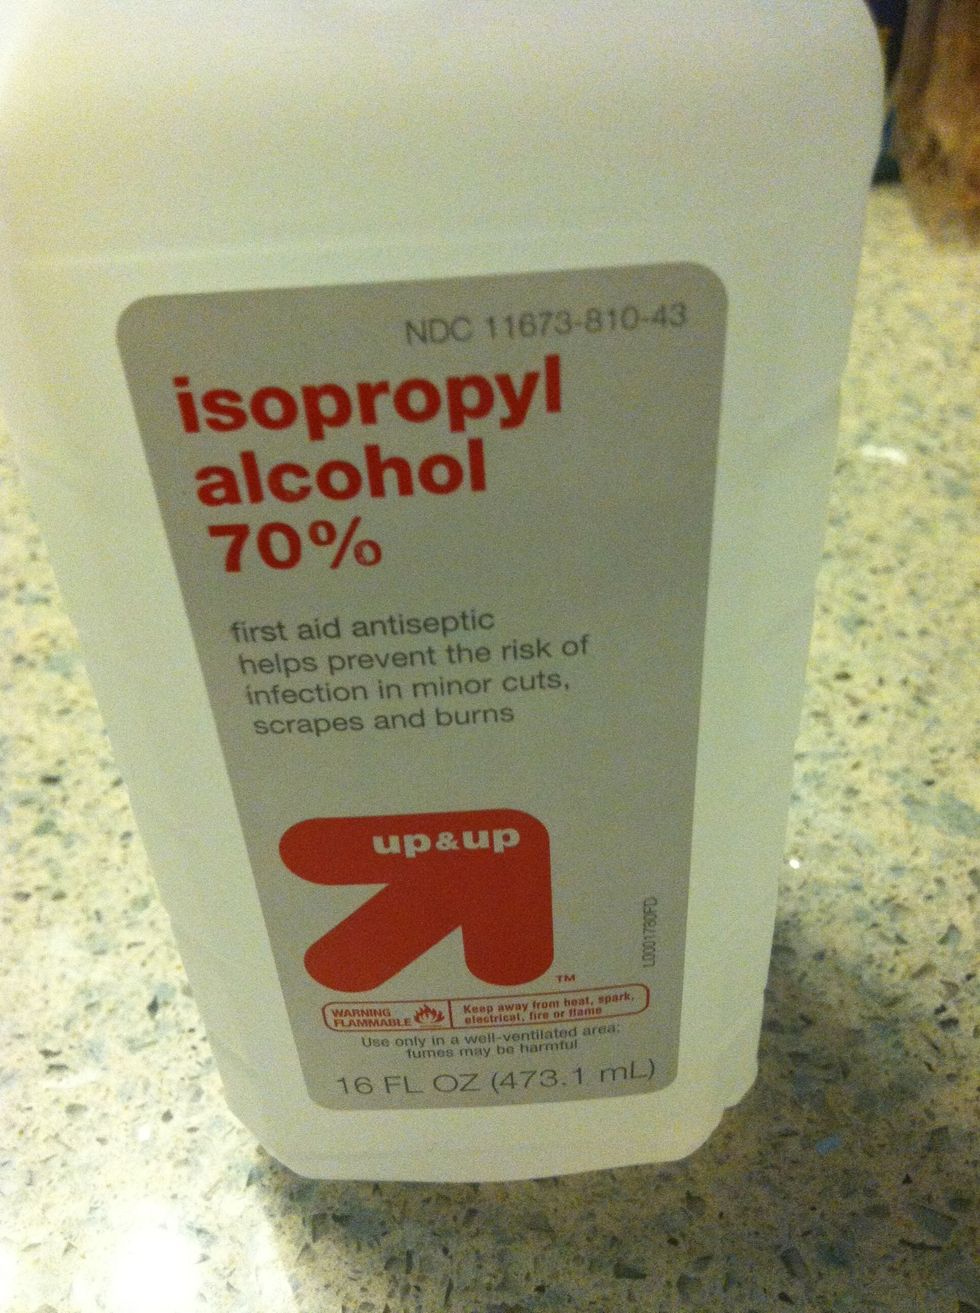 NDC 11673-810-43
isopropyl
alcohol
70%
first aid antiseptic
helps prevent the risk of
infection in minor cuts,
scrapes and burns
up&up
TM
L0001780FD
WARNING
FLAMMABLE
Keep away from heat, spark,
electrical, fire or flame
Use only in a well-ventilated area;
fumes may be harmful
16 FL OZ (473.1 mL)